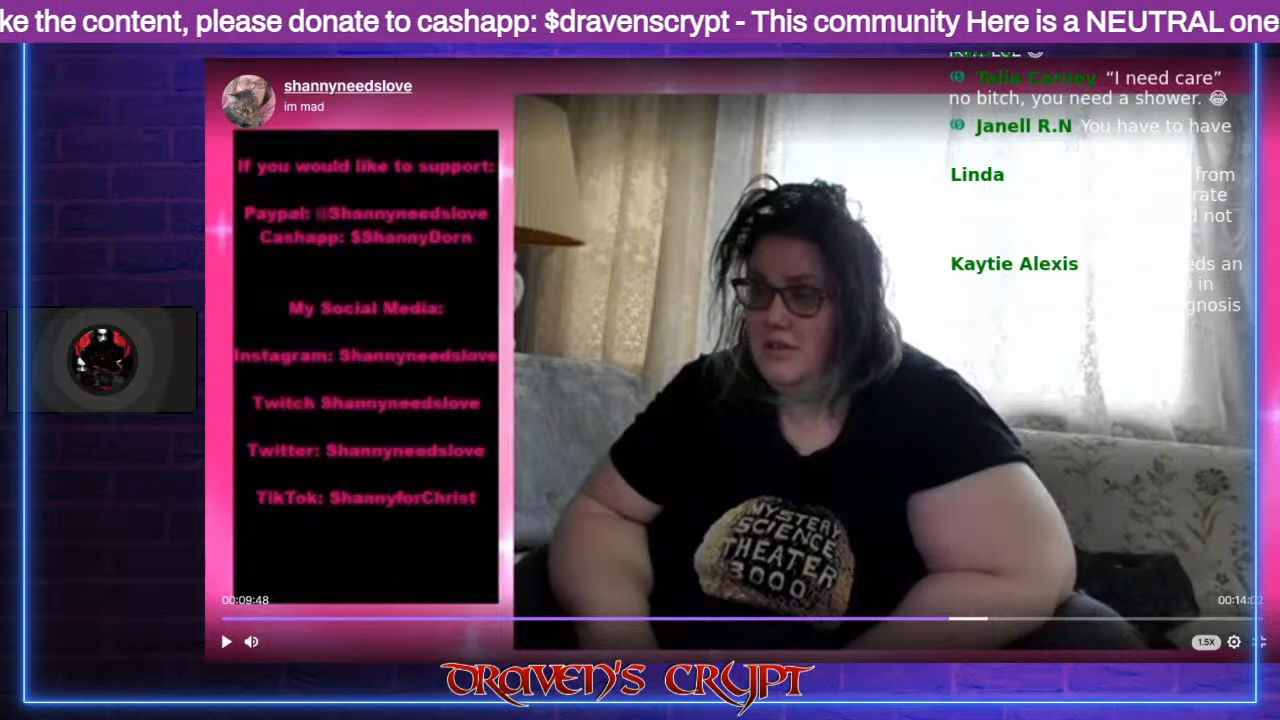 ke the content, please donate to cashapp: $dravenscrypt - This community Here is a NEUTRAL one
shannyneedslove
im mad
If you would like to support:
Paypal: @Shannyneedslove
Cashapp: $ShannyDorn
My Social Media:
Instagram: Shannyneedslove
Twitch Shannyneedslove
Twitter: Shannyneedslove
TikTok: ShannyforChrist
Talia Carney “I need care”
no bitch, you need a shower. 😂
Janell R.N You have to have
Linda from
rate
not
Kaytie Alexis an
in
MYSTERY
SCIENCE
THEATER
3000
00:09:48
00:14:02
1.5X
DRAVEN'S CRYPT